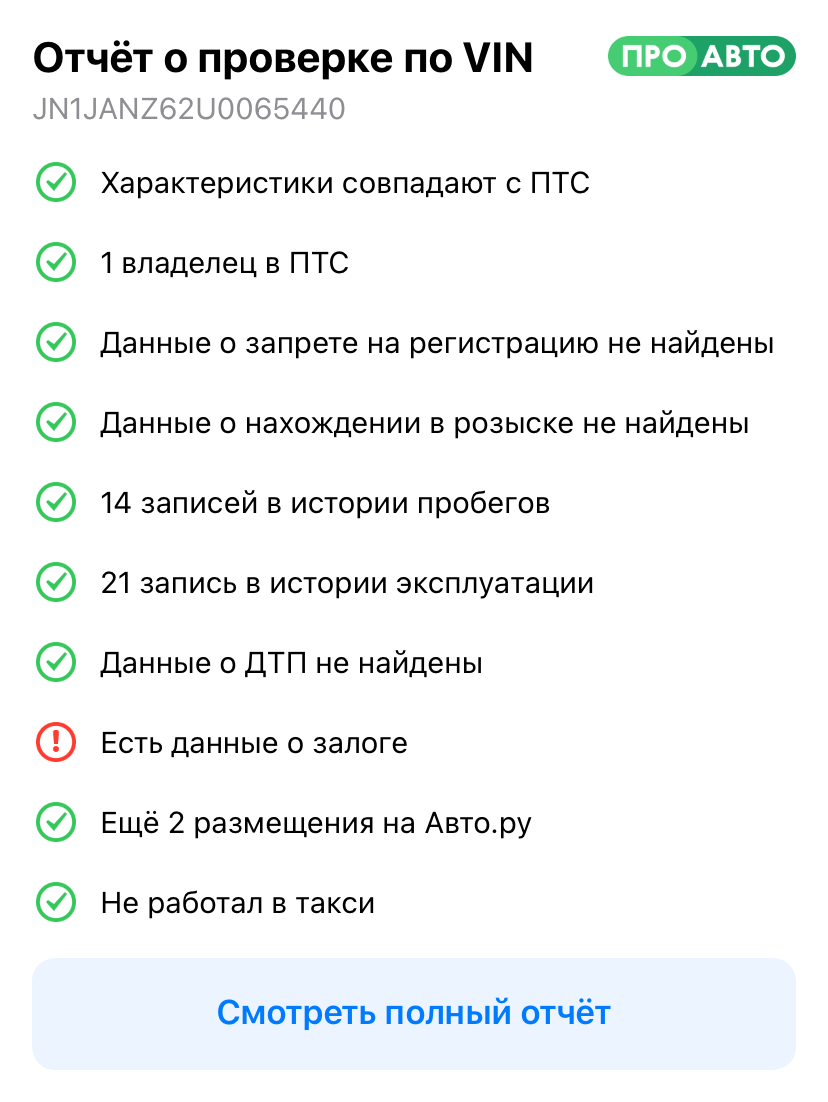 Отчёт о проверке по VIN
ПРО АВТО
JN1JANZ62U0065440
Характеристики совпадают с ПТС
1 владелец в ПТС
Данные о запрете на регистрацию не найдены
Данные о нахождении в розыске не найдены
14 записей в истории пробегов
21 запись в истории эксплуатации
Данные о ДТП не найдены
Есть данные о залоге
Ещё 2 размещения на Авто.ру
Не работал в такси
Смотреть полный отчёт